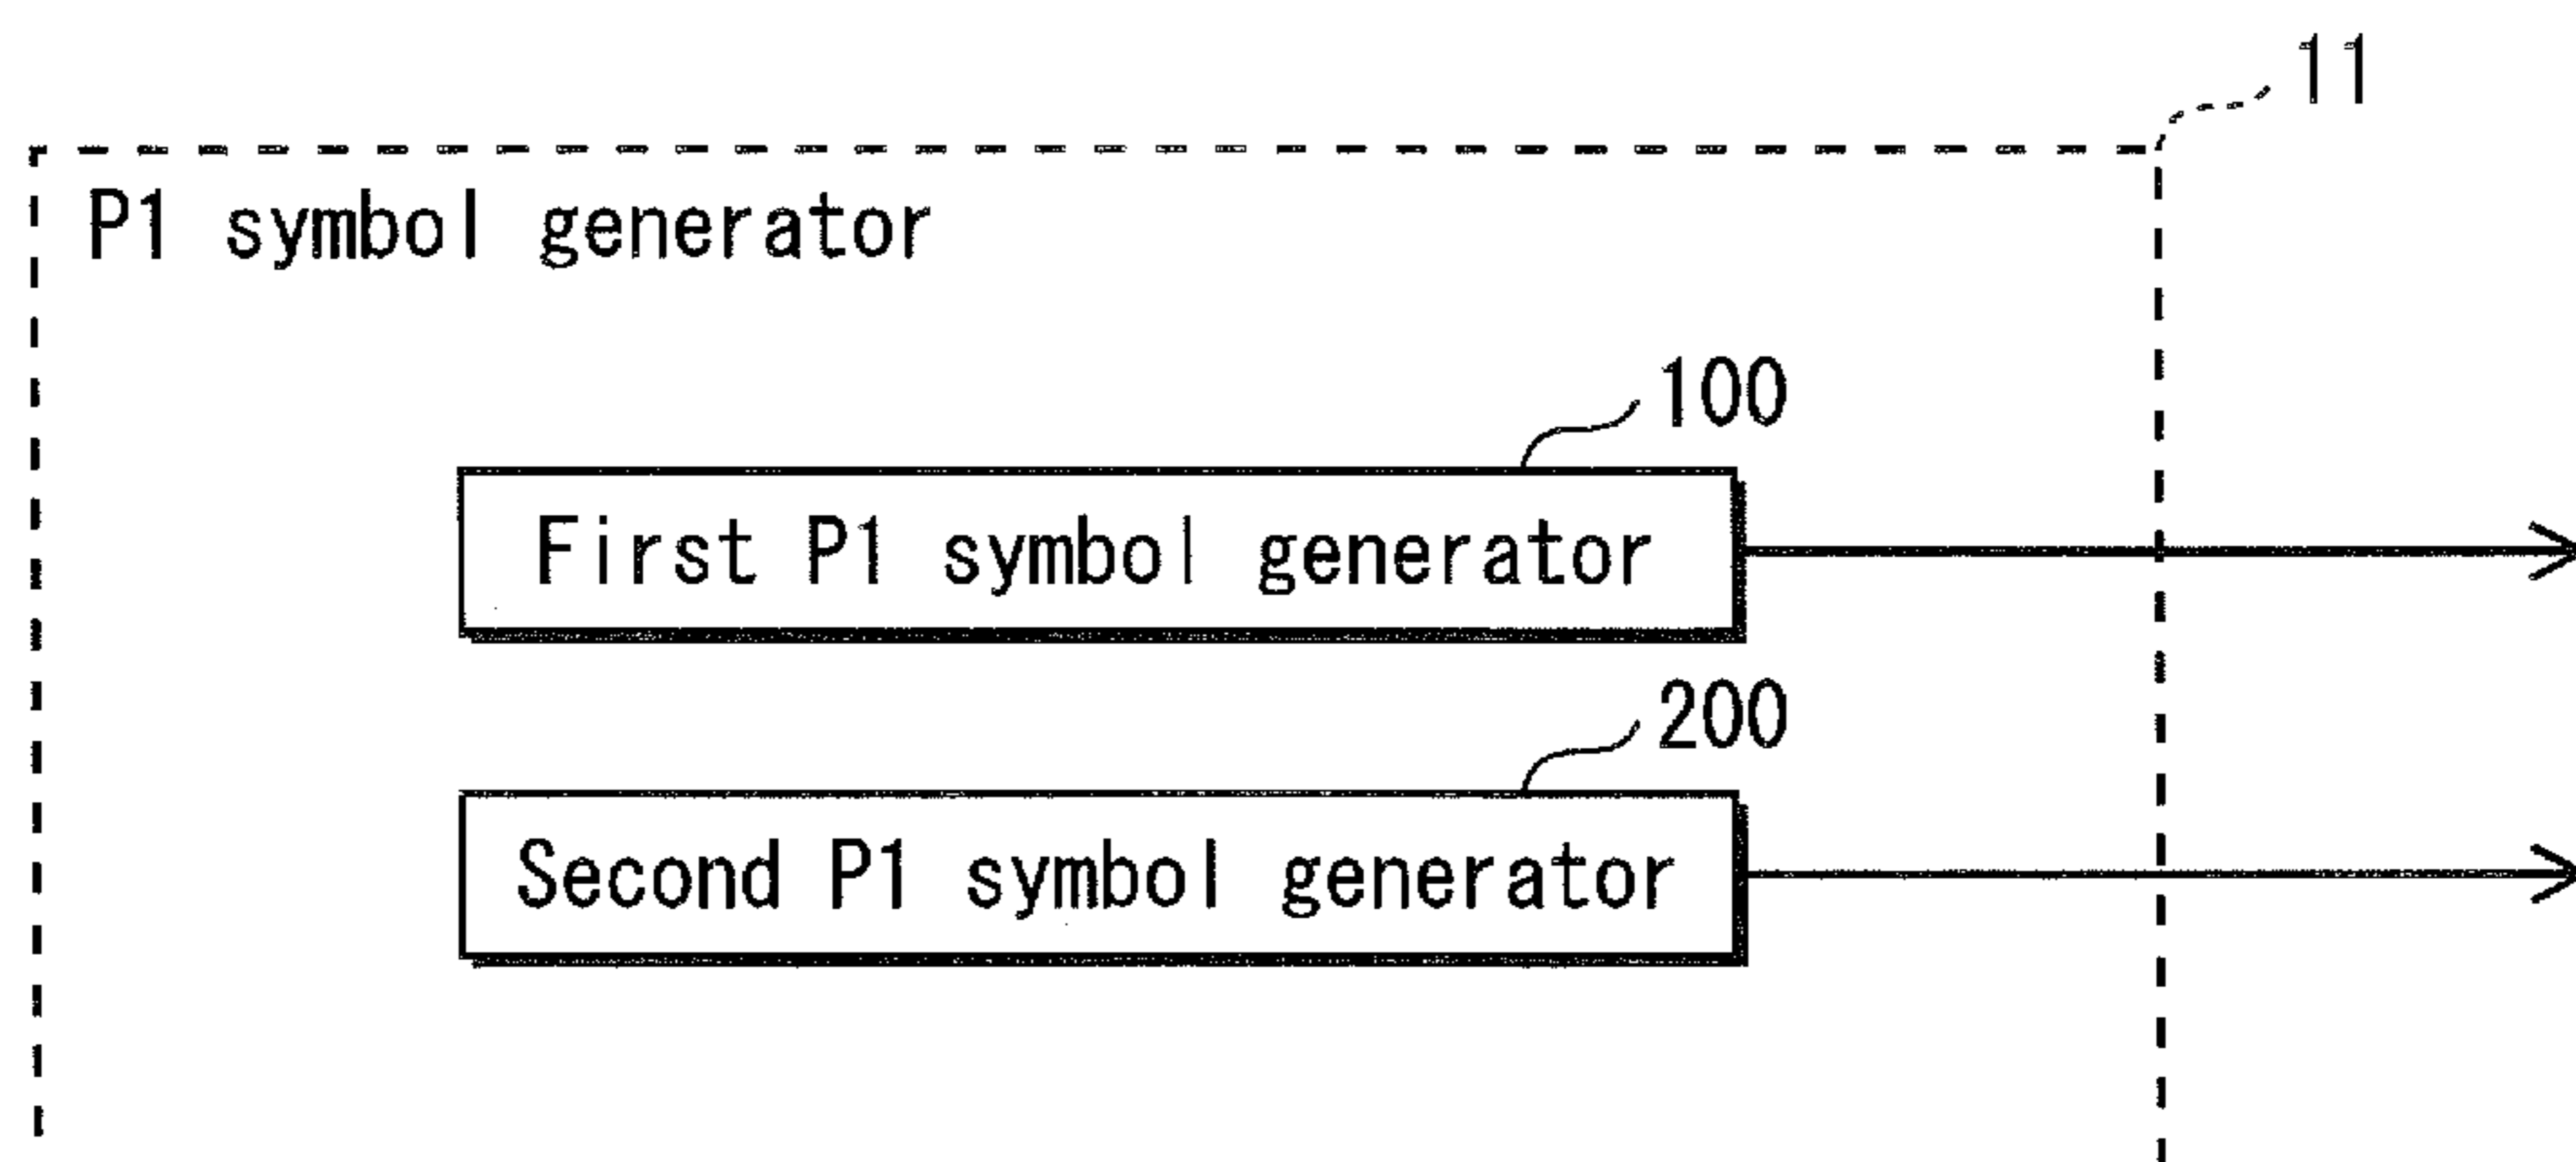 11
P1 symbol generator
100
First P1 symbol generator
200
Second P1 symbol generator